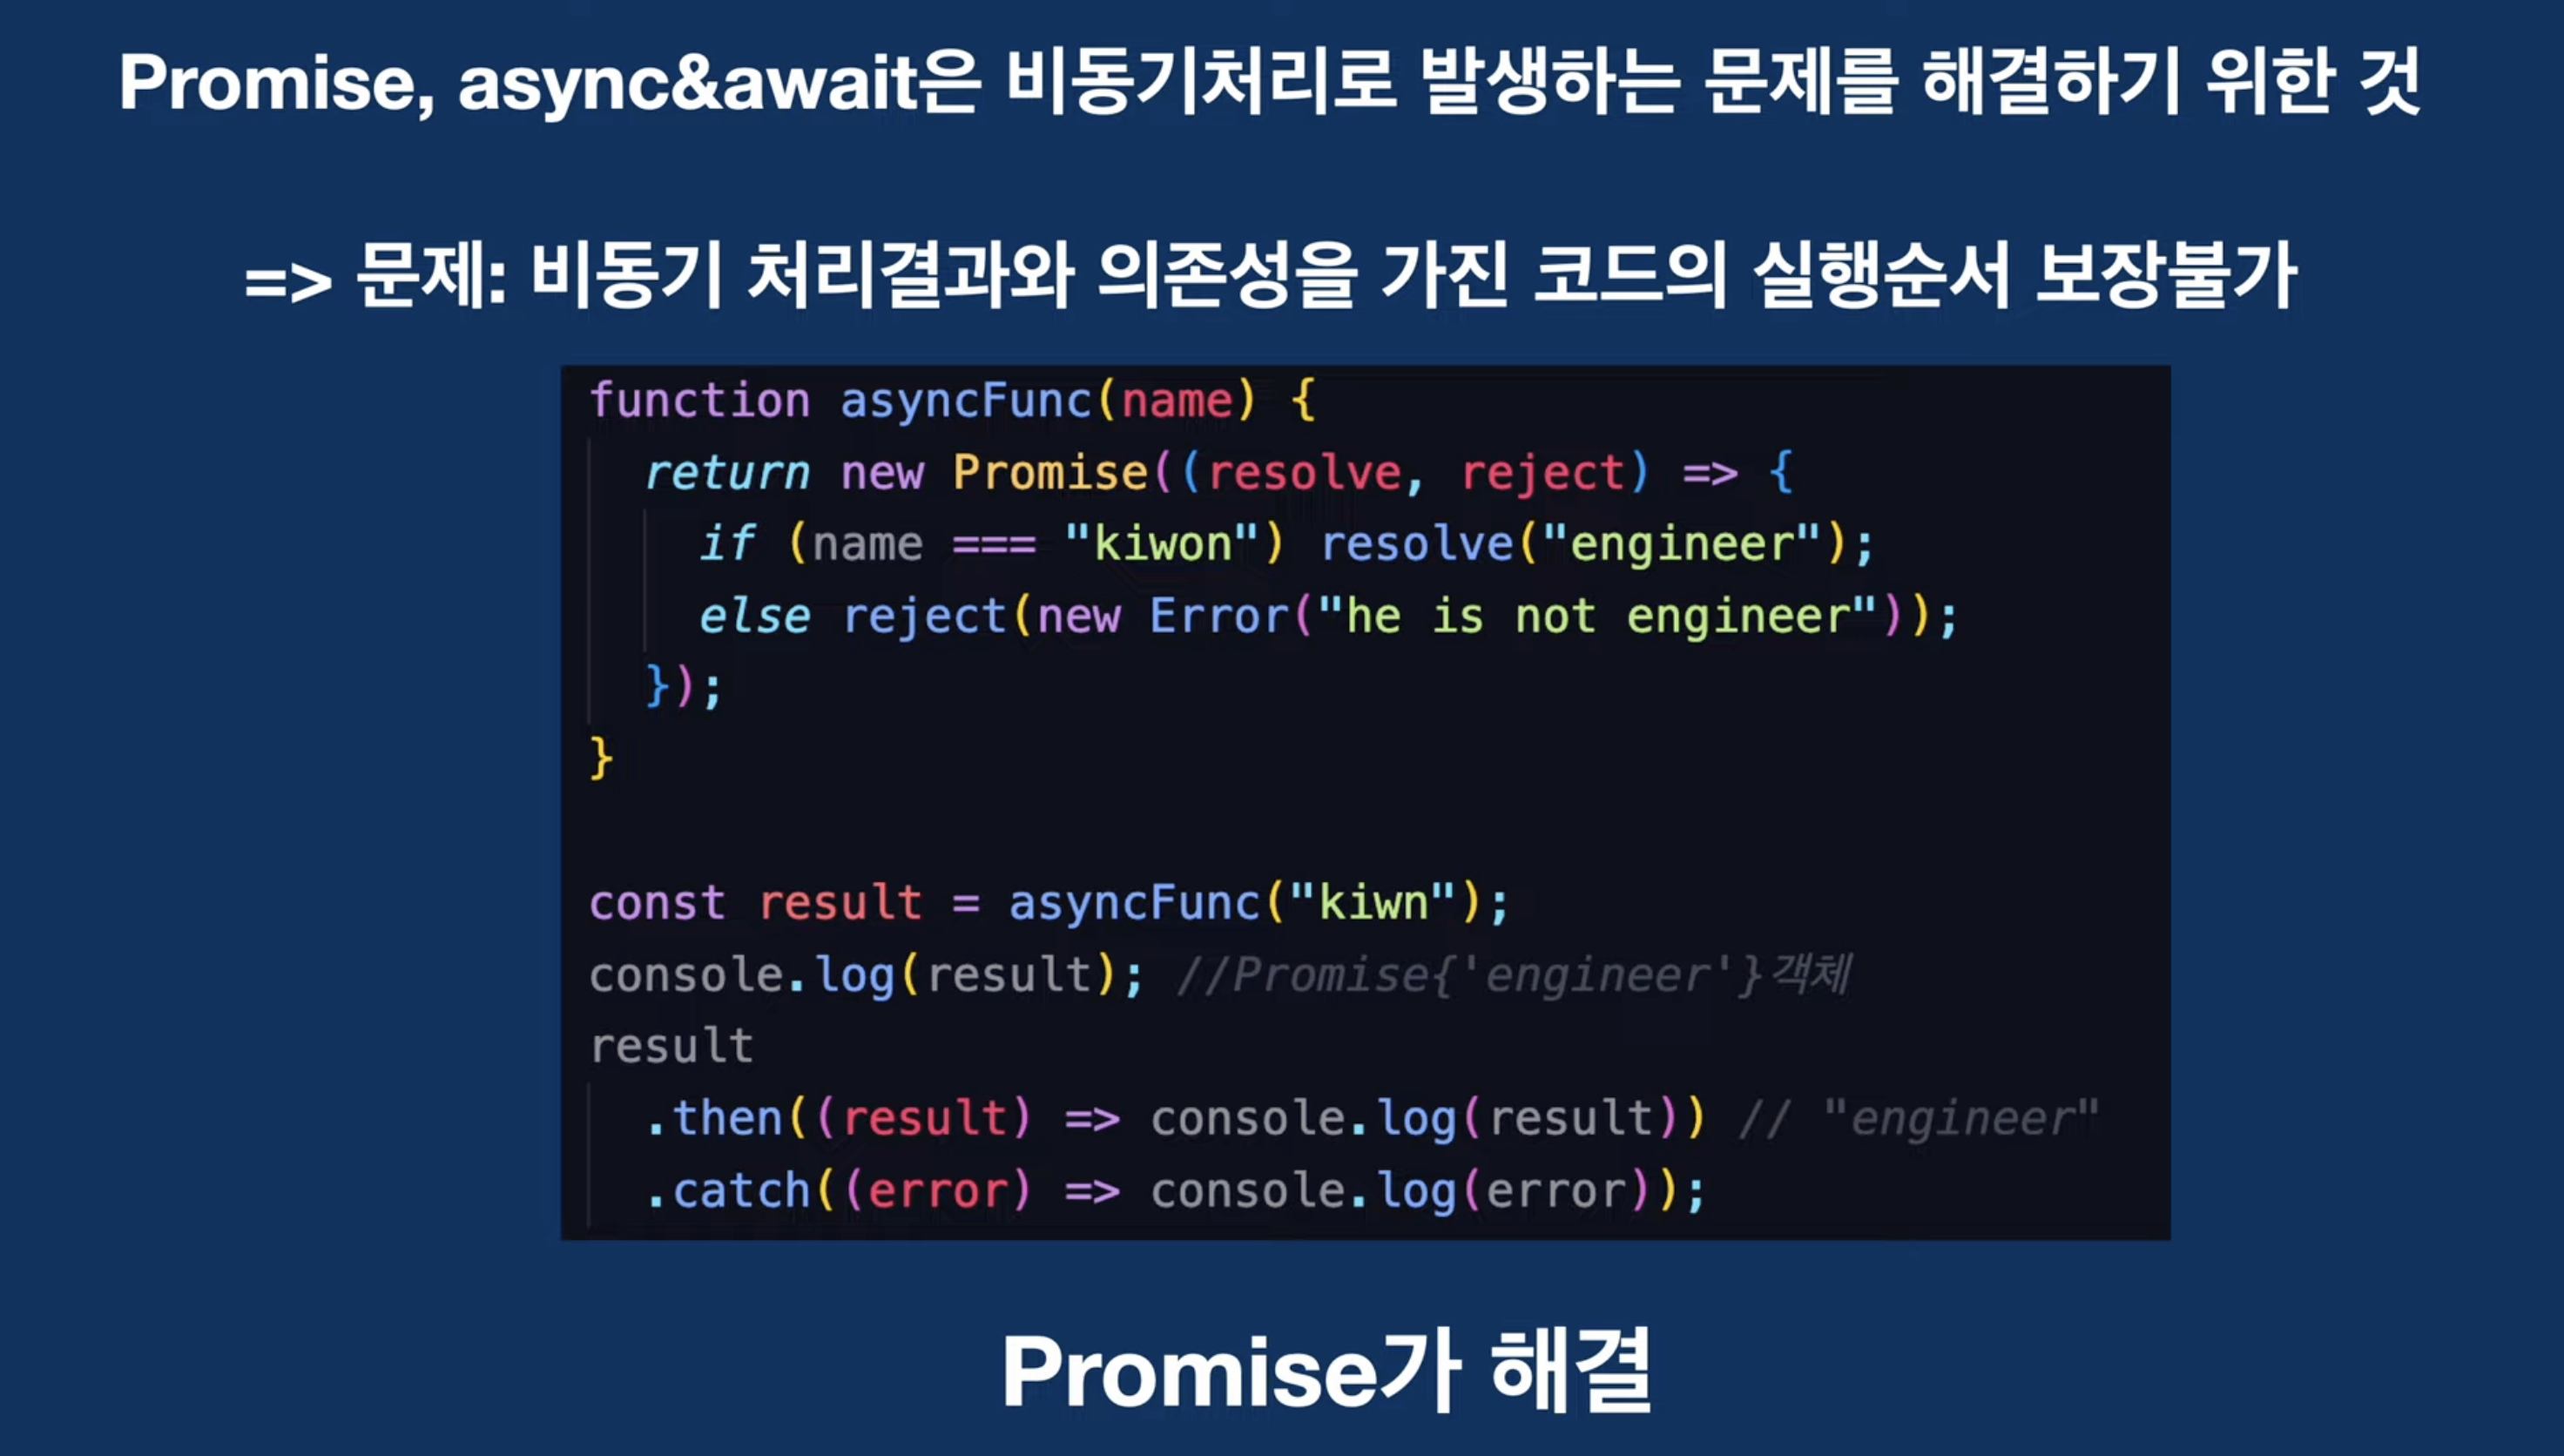 Promise, async&await은 비동기처리로 발생하는 문제를 해결하기 위한 것
=> 문제: 비동기 처리결과와 의존성을 가진 코드의 실행순서 보장불가
function asyncFunc(name) {
  return new Promise((resolve, reject) => {
    if (name === "kiwon") resolve("engineer");
    else reject(new Error("he is not engineer"));
  });
}
const result = asyncFunc("kiwn");
console.log(result); //Promise{'engineer'}객체
result
  .then((result) => console.log(result)) // "engineer"
  .catch((error) => console.log(error));
Promise가 해결